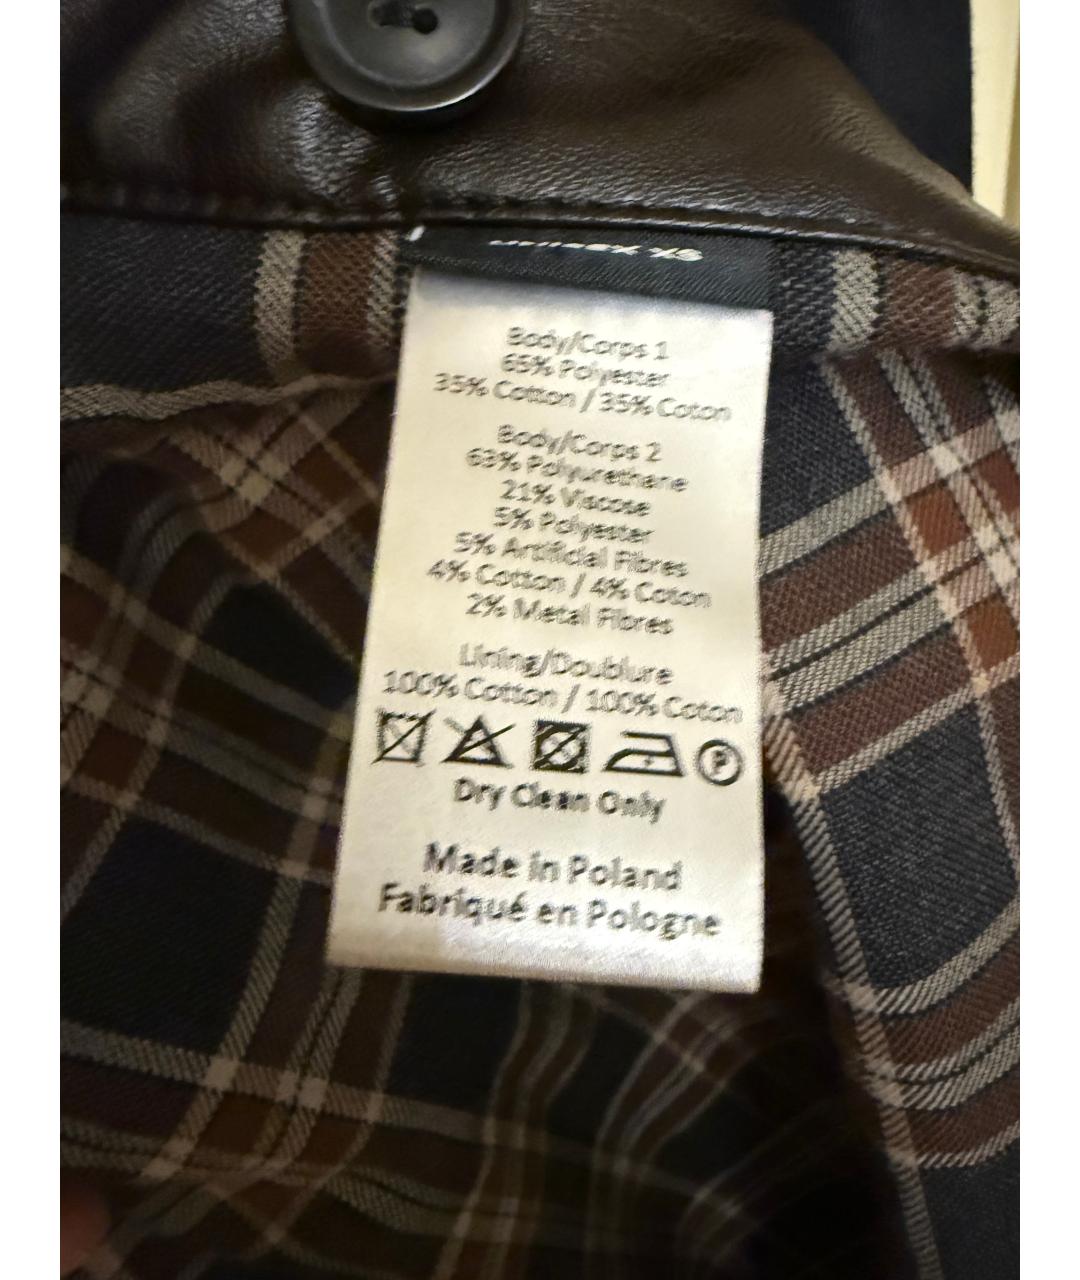 Body/Corps 1
65% Polyester
35% Cotton / 35% Coton
Body/Corps 2
63% Polyurethane
21% Viscose
5% Polyester
5% Artificial Fibres
4% Cotton / 4% Coton
2% Metal Fibres
Lining/Doublure
100% Cotton / 100% Coton
P
Dry Clean Only
Made in Poland
Fabriqué en Pologne